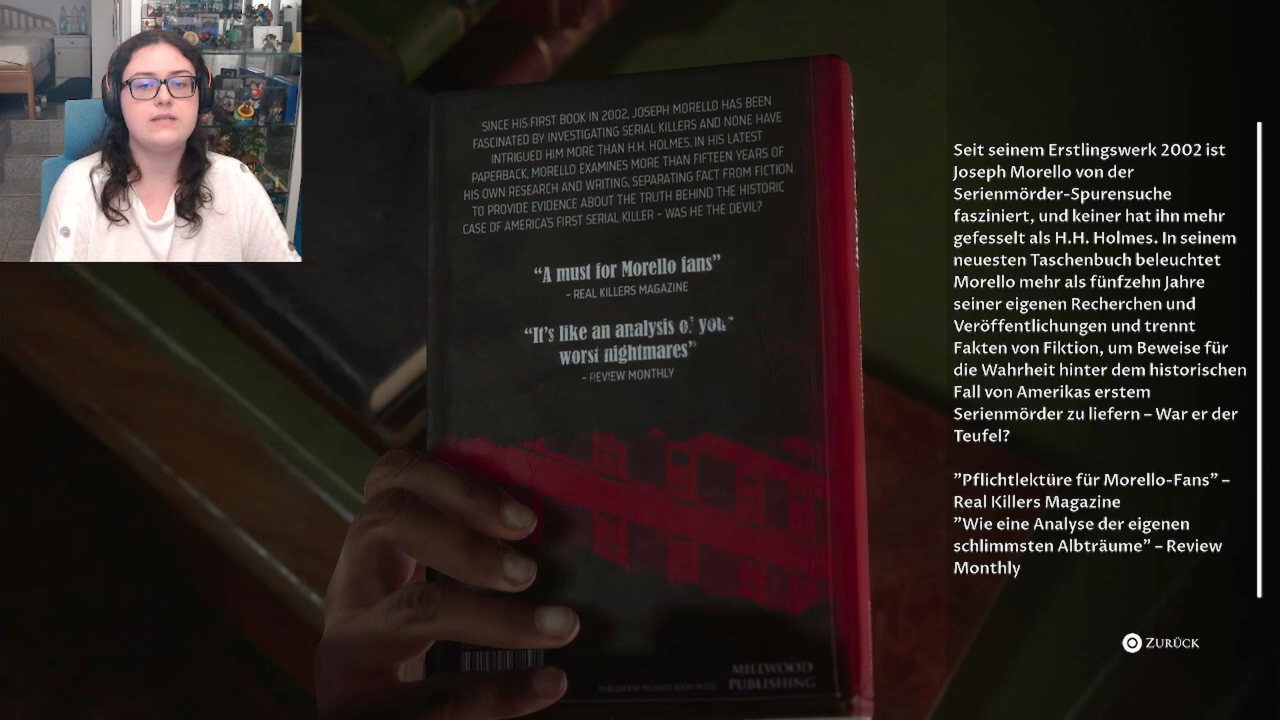 SINCE HIS FIRST BOOK IN 2002, JOSEPH MORELLO HAS BEEN
FASCINATED BY INVESTIGATING SERIAL KILLERS AND NONE HAVE
INTRIGUED HIM MORE THAN H.H. HOLMES. IN HIS LATEST
PAPERBACK, MORELLO EXAMINES MORE THAN FIFTEEN YEARS OF
HIS OWN RESEARCH AND WRITING, SEPARATING FACT FROM FICTION
TO PROVIDE EVIDENCE ABOUT THE TRUTH BEHIND THE HISTORIC
CASE OF AMERICA'S FIRST SERIAL KILLER – WAS HE THE DEVIL?
“A must for Morello fans”
– REAL KILLERS MAGAZINE
“It's like an analysis of your
worst nightmares”
– REVIEW MONTHLY
MILLWOOD
PUBLISHING
Seit seinem Erstlingswerk 2002 ist
Joseph Morello von der
Serienmörder-Spurensuche
fasziniert, und keiner hat ihn mehr
gefesselt als H.H. Holmes. In seinem
neuesten Taschenbuch beleuchtet
Morello mehr als fünfzehn Jahre
seiner eigenen Recherchen und
Veröffentlichungen und trennt
Fakten von Fiktion, um Beweise für
die Wahrheit hinter dem historischen
Fall von Amerikas erstem
Serienmörder zu liefern – War er der
Teufel?
”Pflichtlektüre für Morello-Fans” –
Real Killers Magazine
”Wie eine Analyse der eigenen
schlimmsten Albträume” – Review
Monthly
ZURÜCK